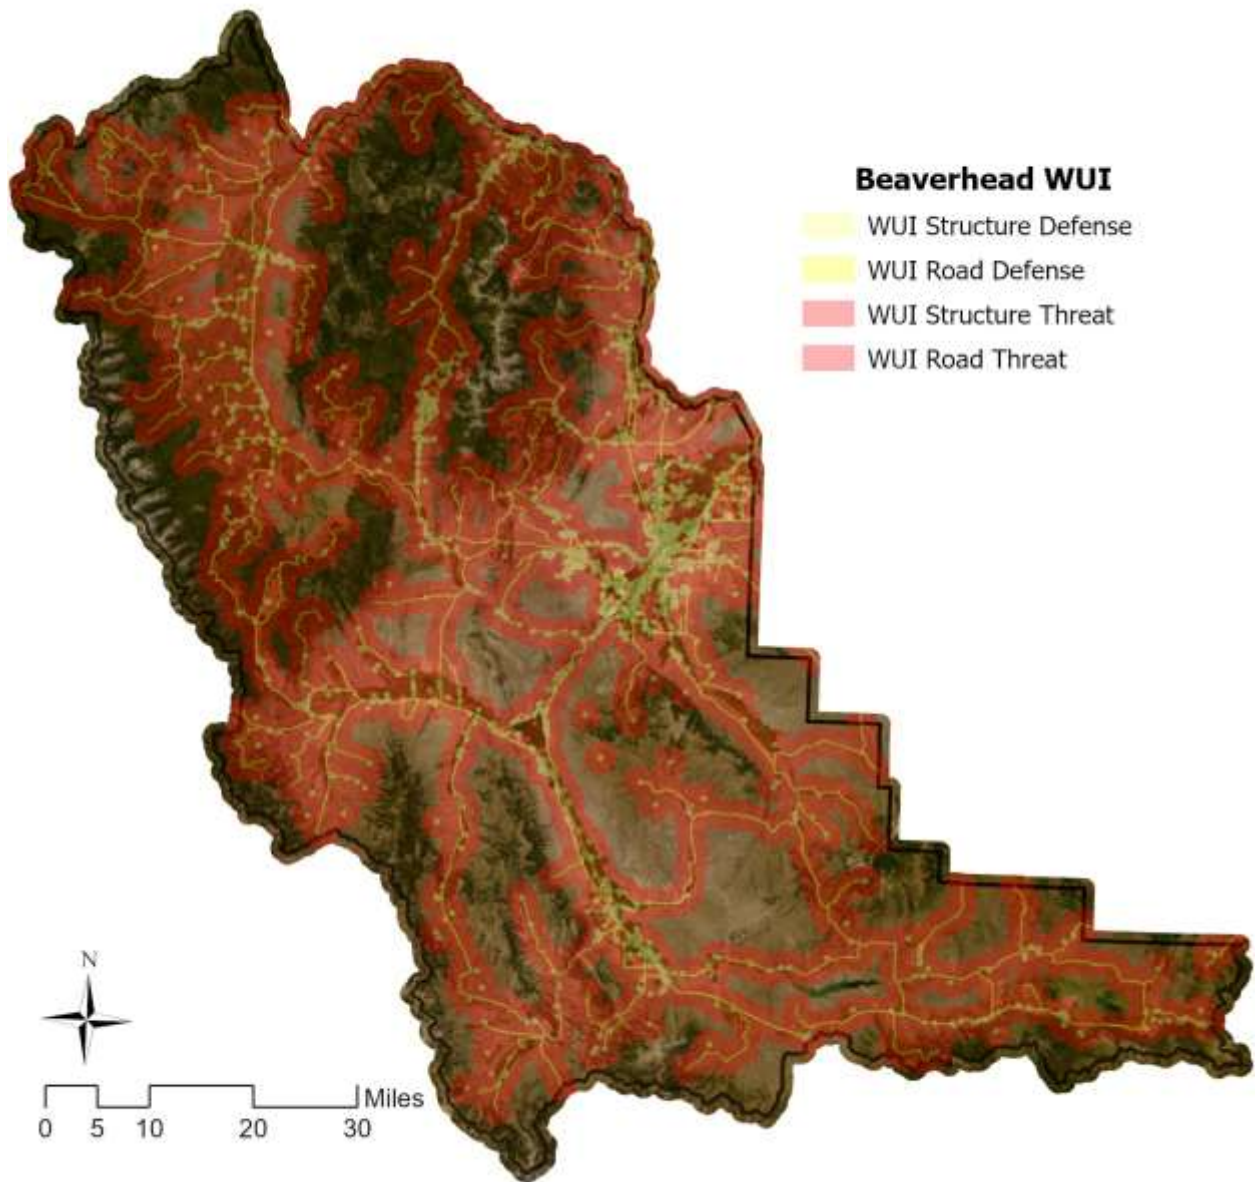 Beaverhead WUI
WUI Structure Defense
WUI Road Defense
WUI Structure Threat
WUI Road Threat
N
Miles
0 5 10 20 30